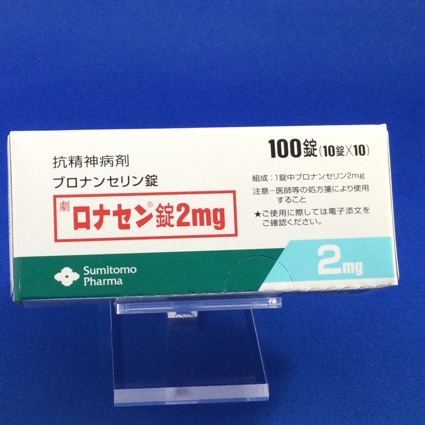 抗精神病剤
ブロナンセリン錠
劇 ロナセン®錠2mg
Sumitomo
Pharma
100錠(10錠×10)
組成:1錠中ブロナンセリン2mg
注意-医師等の処方箋により使用
すること
★ご使用に際しては電子添文を
ご確認ください。
2mg